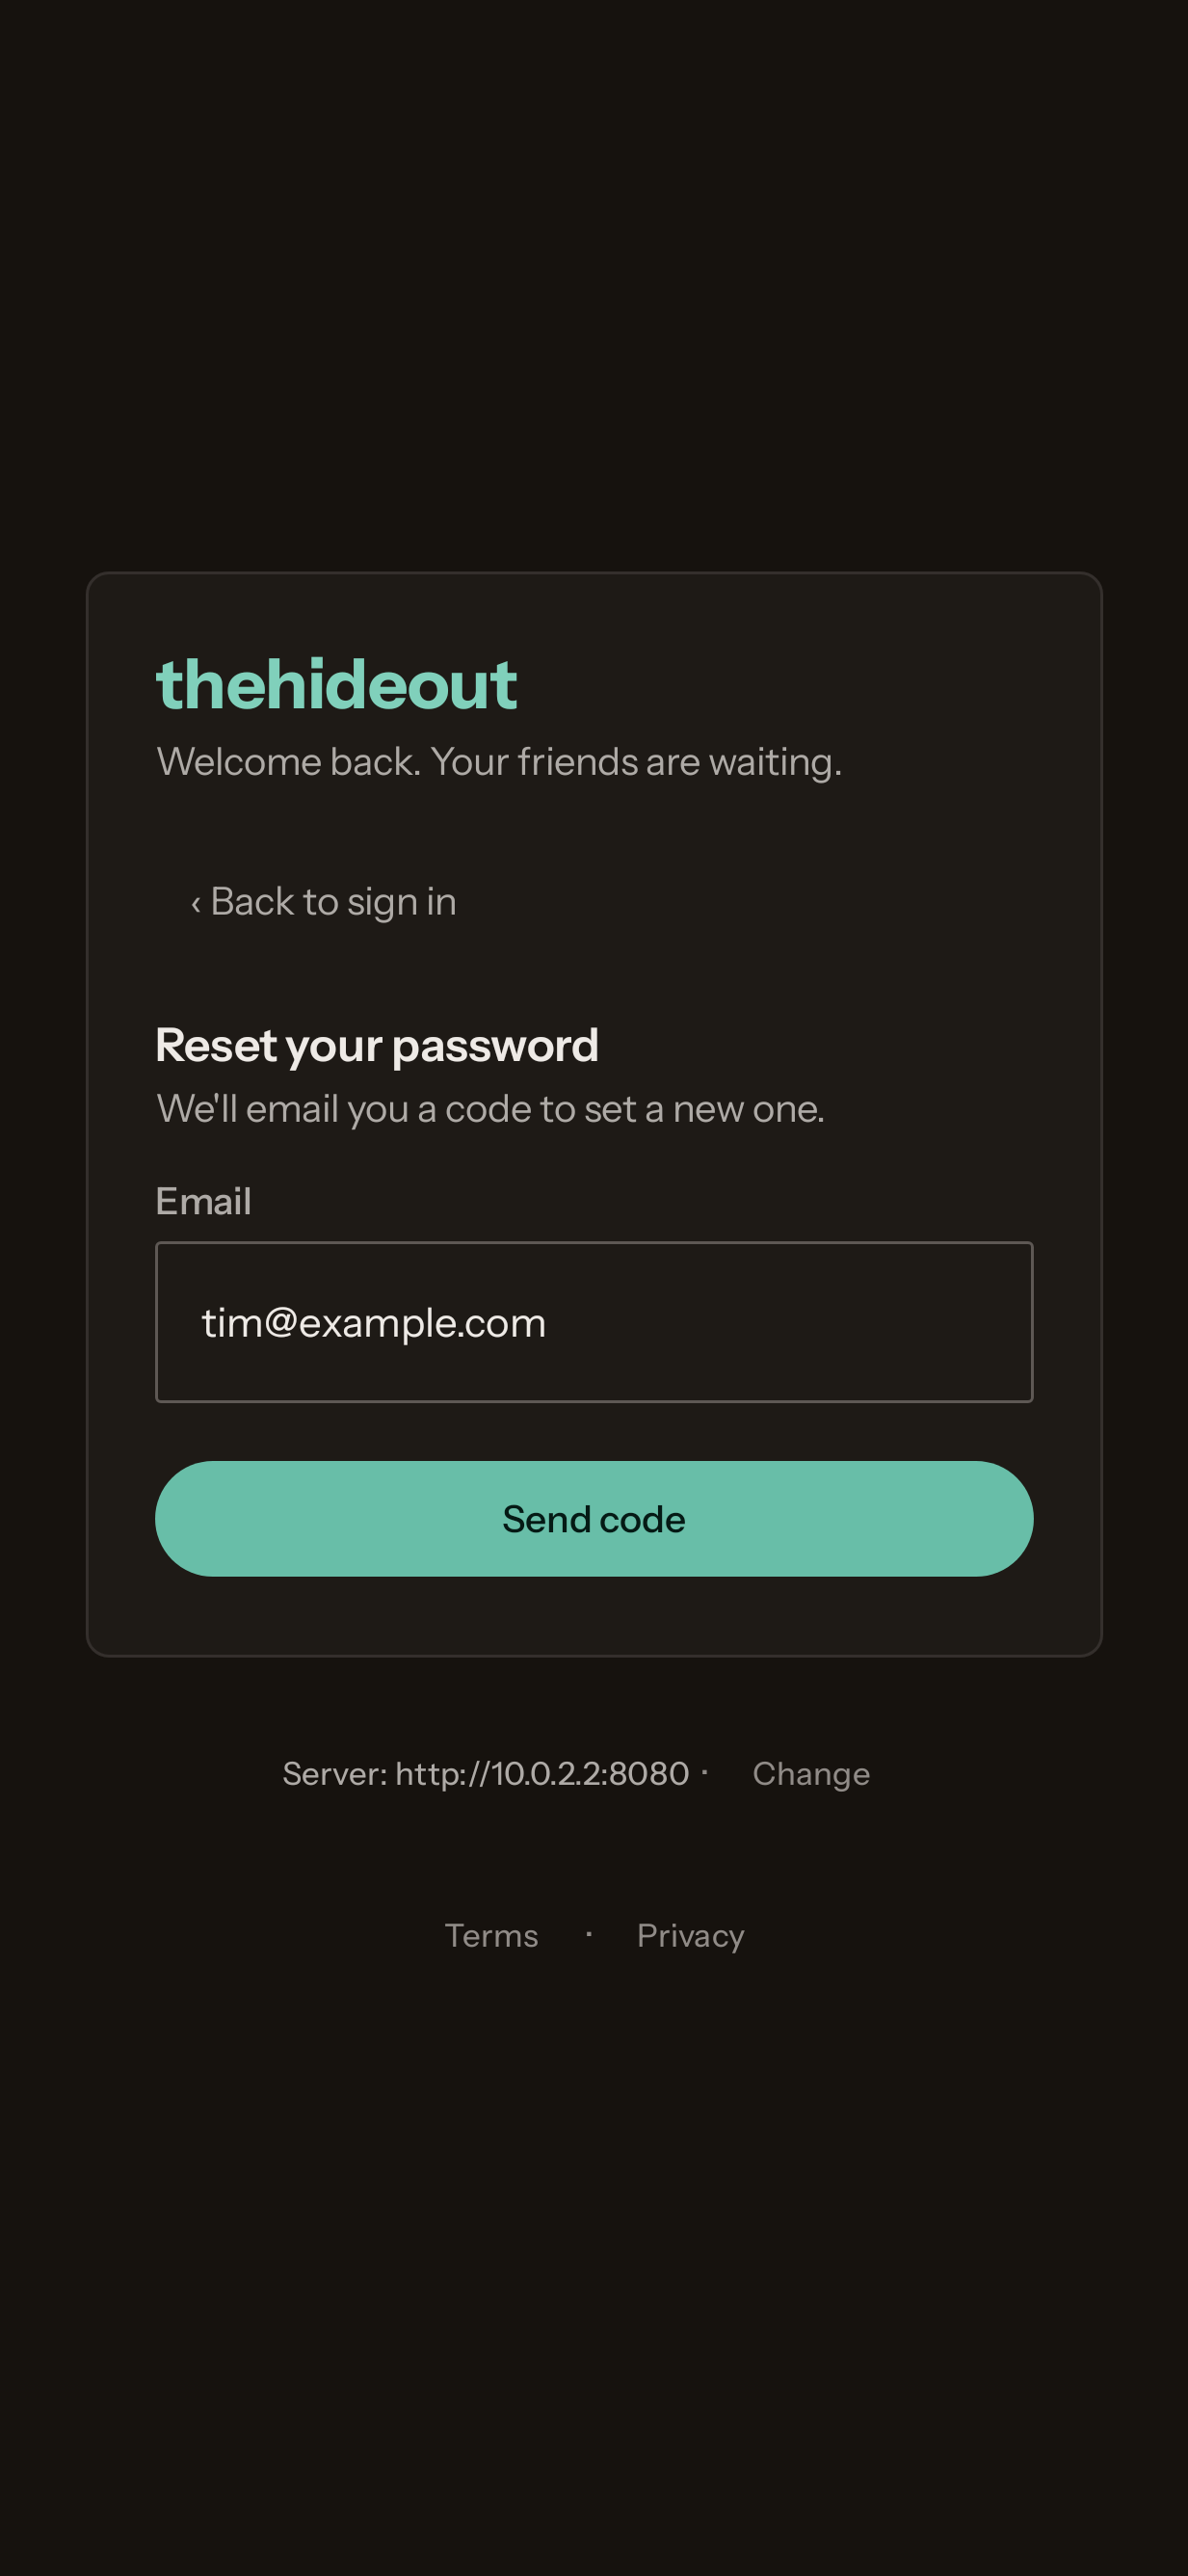 thehideout
Welcome back. Your friends are waiting.
‹ Back to sign in
Reset your password
We'll email you a code to set a new one.
Email
tim@example.com
Send code
Server: http://10.0.2.2:8080 · Change
Terms · Privacy